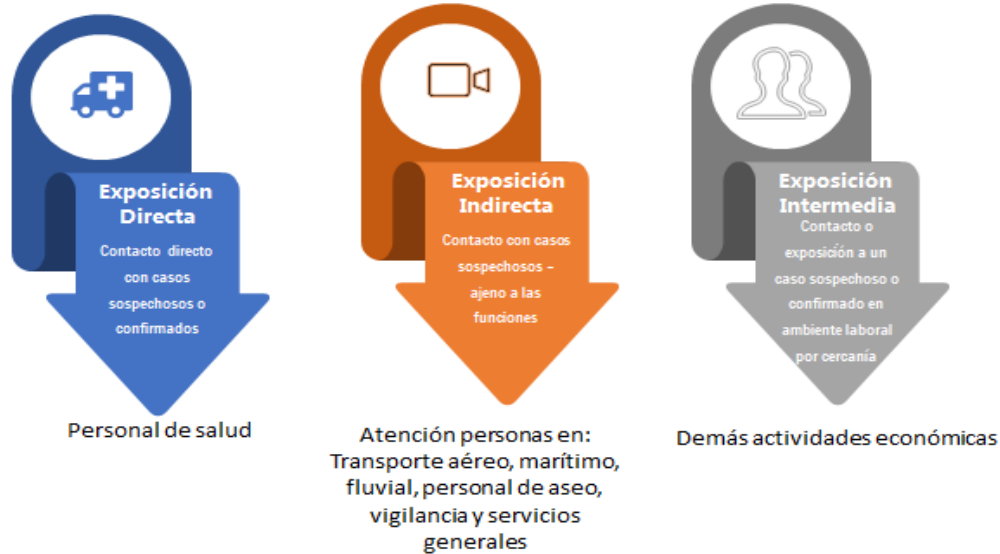 Exposición
Directa
Contacto directo
con casos
sospechosos o
confirmados
Personal de salud
Exposición
Indirecta
Contacto con casos
sospechosos –
ajeno a las
funciones
Atención personas en:
Transporte aéreo, marítimo,
fluvial, personal de aseo,
vigilancia y servicios
generales
Exposición
Intermedia
Contacto o
exposición a un
caso sospechoso o
confirmado en
ambiente laboral
por cercanía
Demás actividades económicas